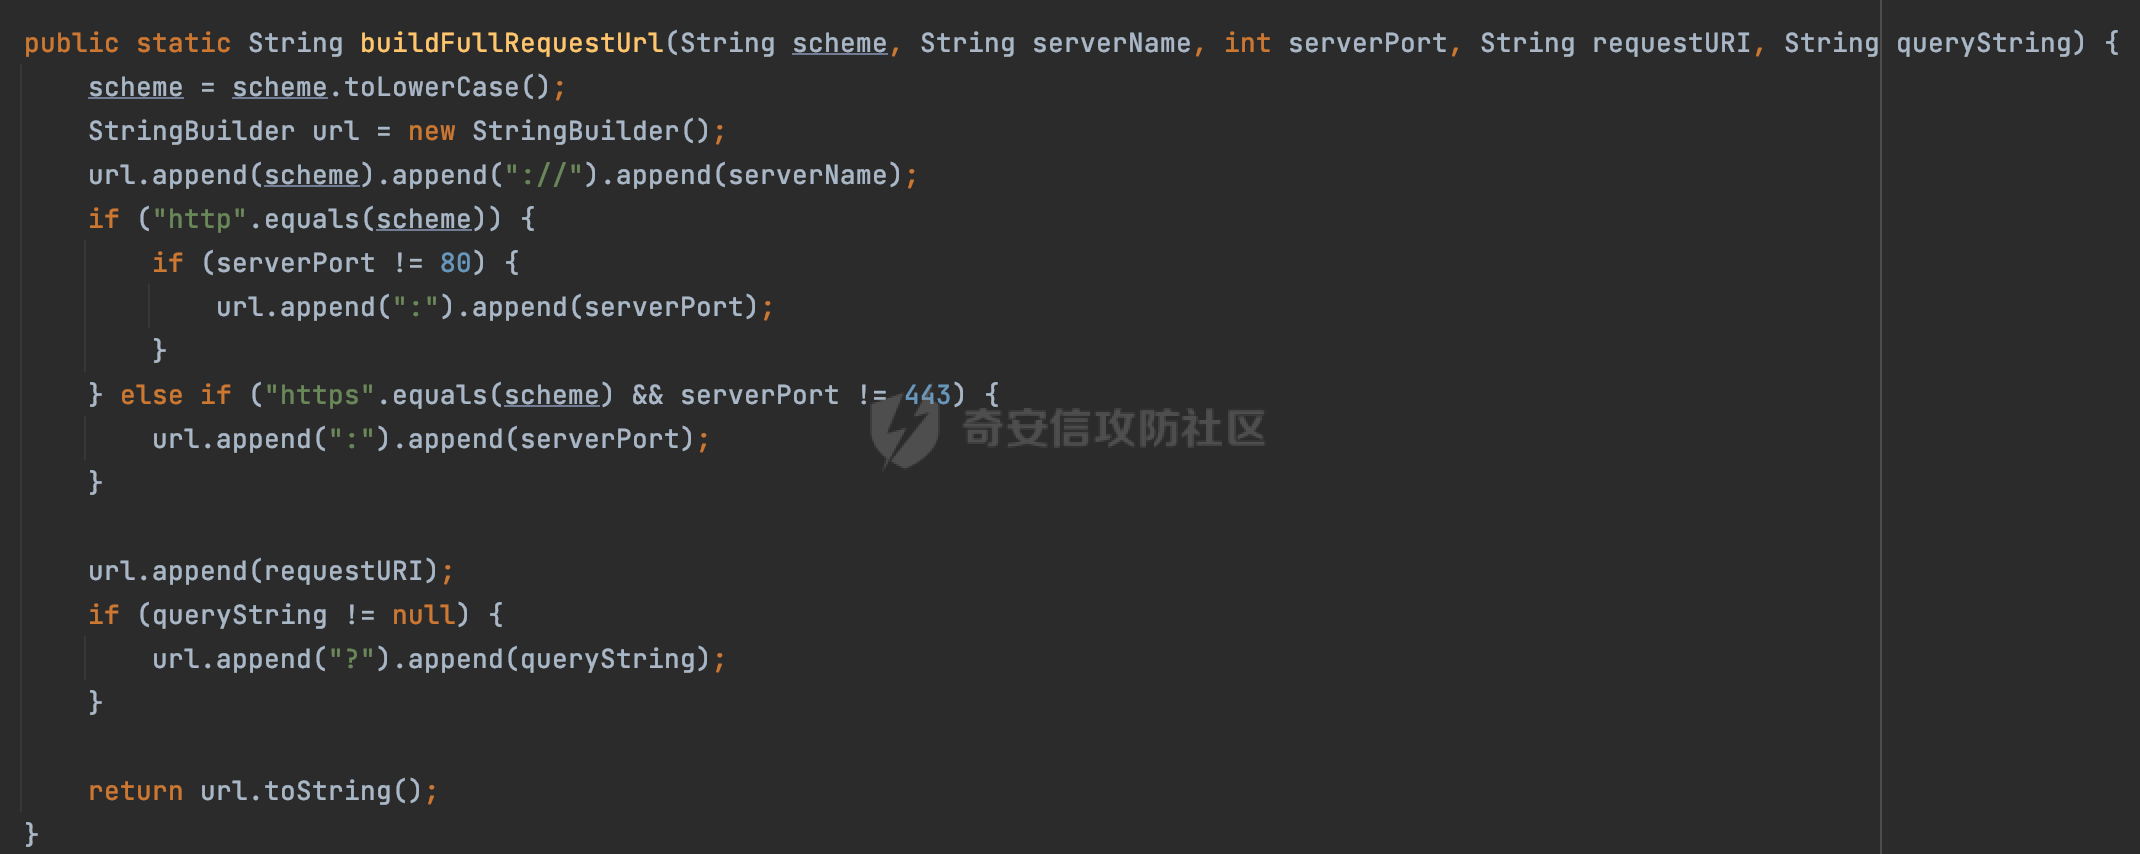 public static String buildFullRequestUrl(String scheme, String serverName, int serverPort, String requestURI, String queryString) {
    scheme = scheme.toLowerCase();
    StringBuilder url = new StringBuilder();
    url.append(scheme).append("://").append(serverName);
    if ("http".equals(scheme)) {
        if (serverPort != 80) {
            url.append(":").append(serverPort);
        }
    } else if ("https".equals(scheme) && serverPort != 443) {
        url.append(":").append(serverPort);
    }
    url.append(requestURI);
    if (queryString != null) {
        url.append("?").append(queryString);
    }
    return url.toString();
}
奇安信攻防社区